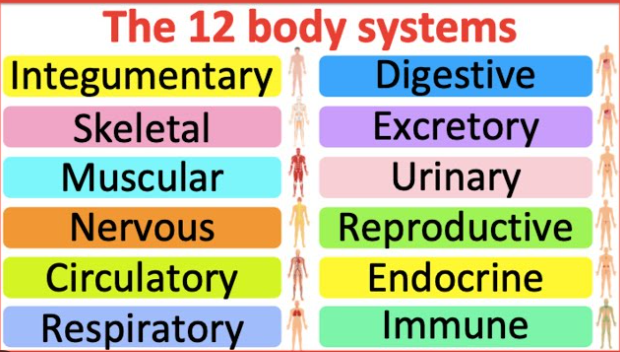 The 12 body systems
Integumentary
Skeletal
Muscular
Nervous
Circulatory
Respiratory
Digestive
Excretory
Urinary
Reproductive
Endocrine
Immune